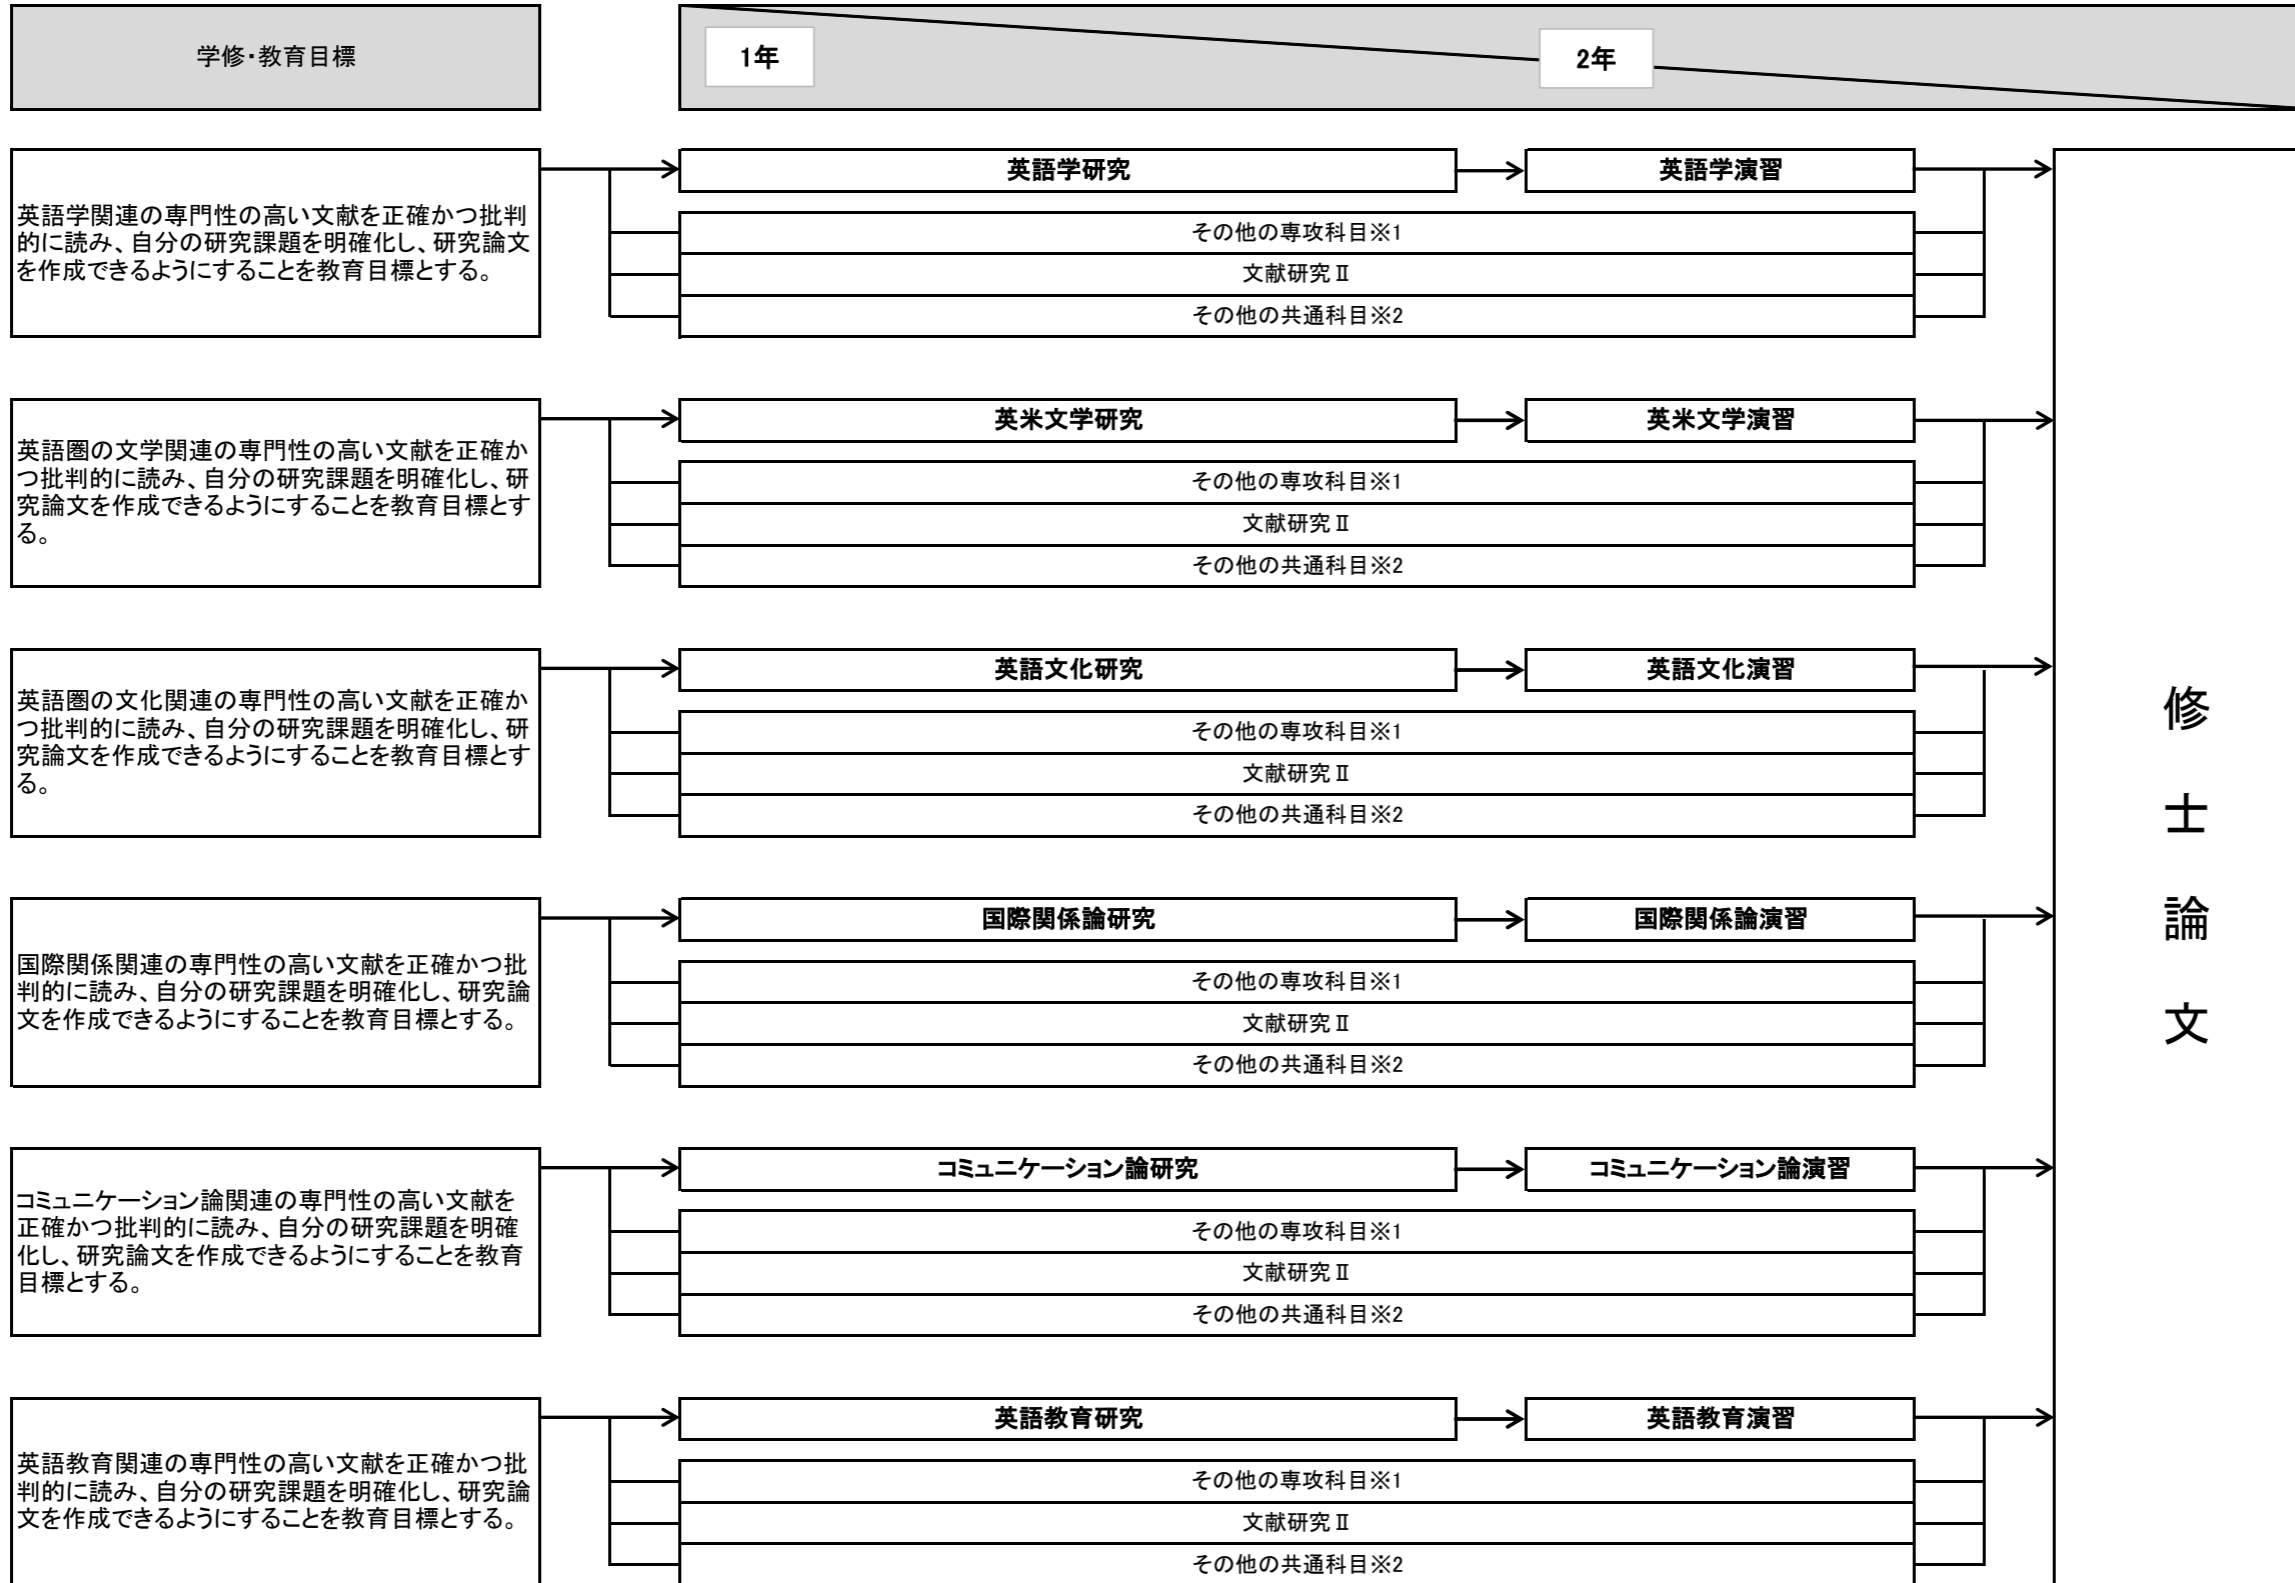 学修・教育目標
1年
2年
英語学関連の専門性の高い文献を正確かつ批判
的に読み、自分の研究課題を明確化し、研究論文
を作成できるようにすることを教育目標とする。
英語学研究
英語学演習
その他の専攻科目※1
文献研究Ⅱ
その他の共通科目※2
英語圏の文学関連の専門性の高い文献を正確か
つ批判的に読み、自分の研究課題を明確化し、研
究論文を作成できるようにすることを教育目標とす
る。
英米文学研究
英米文学演習
その他の専攻科目※1
文献研究Ⅱ
その他の共通科目※2
英語圏の文化関連の専門性の高い文献を正確か
つ批判的に読み、自分の研究課題を明確化し、研
究論文を作成できるようにすることを教育目標とす
る。
英語文化研究
英語文化演習
その他の専攻科目※1
文献研究Ⅱ
その他の共通科目※2
国際関係関連の専門性の高い文献を正確かつ批
判的に読み、自分の研究課題を明確化し、研究論
文を作成できるようにすることを教育目標とする。
国際関係論研究
国際関係論演習
その他の専攻科目※1
文献研究Ⅱ
その他の共通科目※2
コミュニケーション論関連の専門性の高い文献を
正確かつ批判的に読み、自分の研究課題を明確
化し、研究論文を作成できるようにすることを教育
目標とする。
コミュニケーション論研究
コミュニケーション論演習
その他の専攻科目※1
文献研究Ⅱ
その他の共通科目※2
英語教育関連の専門性の高い文献を正確かつ批
判的に読み、自分の研究課題を明確化し、研究論
文を作成できるようにすることを教育目標とする。
英語教育研究
英語教育演習
その他の専攻科目※1
文献研究Ⅱ
その他の共通科目※2
修士論文